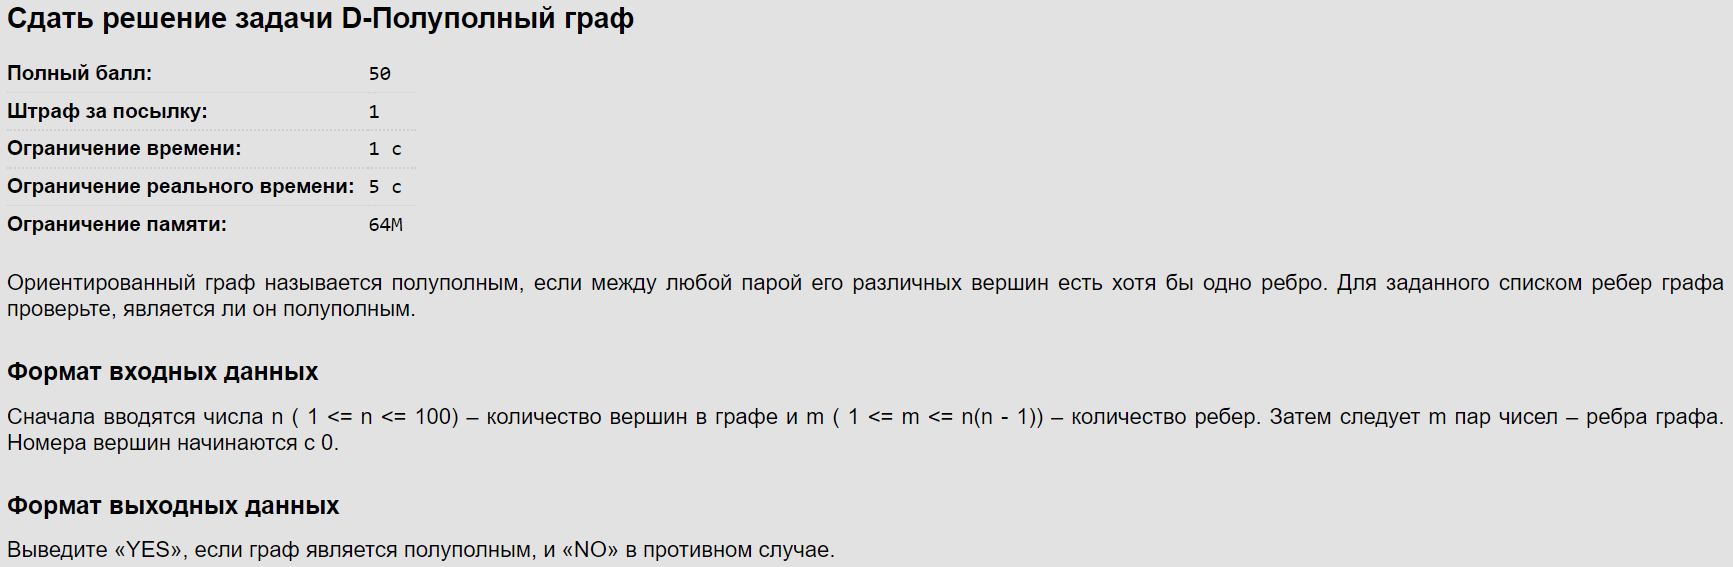 Сдать решение задачи D-Полуполный граф
Полный балл: 50
Штраф за посылку: 1
Ограничение времени: 1 с
Ограничение реального времени: 5 с
Ограничение памяти: 64M
Ориентированный граф называется полуполным, если между любой парой его различных вершин есть хотя бы одно ребро. Для заданного списком ребер графа
проверьте, является ли он полуполным.
Формат входных данных
Сначала вводятся числа n ( 1 <= n <= 100) – количество вершин в графе и m ( 1 <= m <= n(n - 1)) – количество ребер. Затем следует m пар чисел – ребра графа.
Номера вершин начинаются с 0.
Формат выходных данных
Выведите «YES», если граф является полуполным, и «NO» в противном случае.